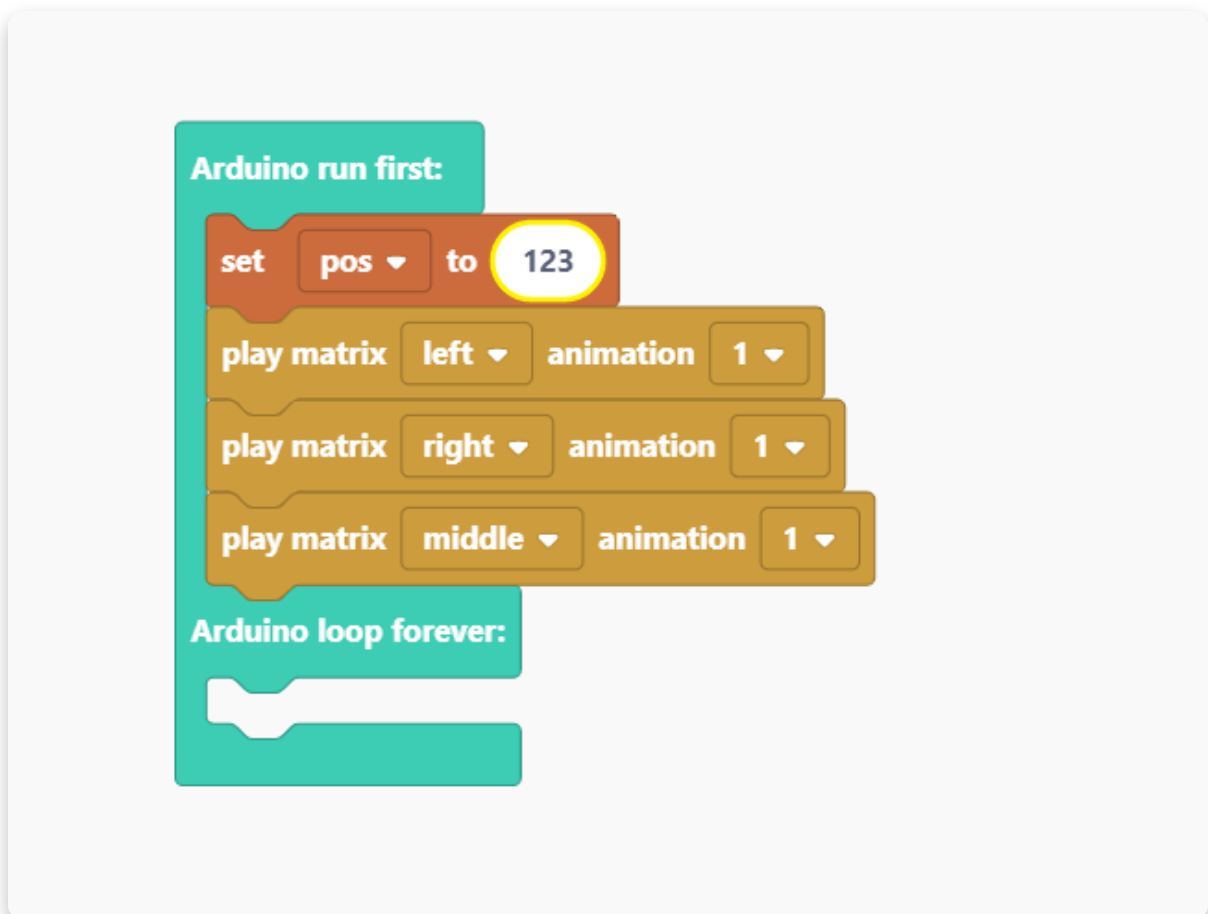 Arduino run first:
set pos to 123
play matrix left animation 1
play matrix right animation 1
play matrix middle animation 1
Arduino loop forever: